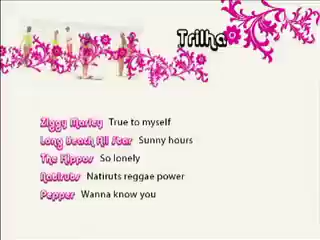 Trilha
Ziggy Marley True to myself
Long Beach All Star Sunny hours
The Hippos So lonely
Natiruts Natiruts reggae power
Pepper Wanna know you